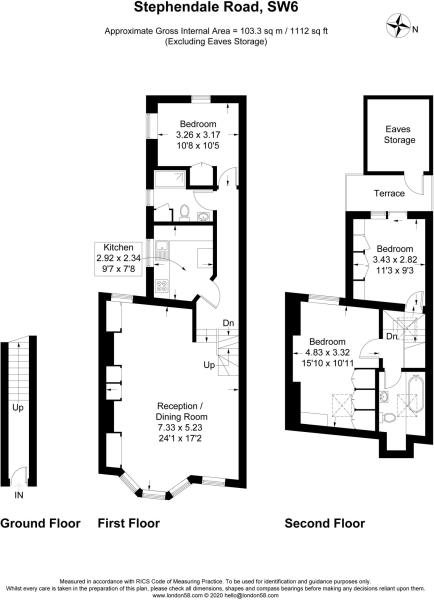 Stephendale Road, SW6
Approximate Gross Internal Area = 103.3 sq m / 1112 sq ft
(Excluding Eaves Storage)
N
Bedroom
3.26 x 3.17
10'8 x 10'5
Eaves
Storage
Terrace
Kitchen
2.92 x 2.34
9'7 x 7'8
Bedroom
3.43 x 2.82
11'3 x 9'3
Dn
Up
Dn
Bedroom
4.83 x 3.32
15'10 x 10'11
Up
Reception /
Dining Room
7.33 x 5.23
24'1 x 17'2
IN
Ground Floor
First Floor
Second Floor
Measured in accordance with RICS Code of Measuring Practice. To be used for identification and guidance purposes only.
Whilst every care is taken in the preparation of this plan, please check all dimensions, shapes and compass bearings before making any decisions reliant upon them.
www.london58.com © 2020 hello@london58.com